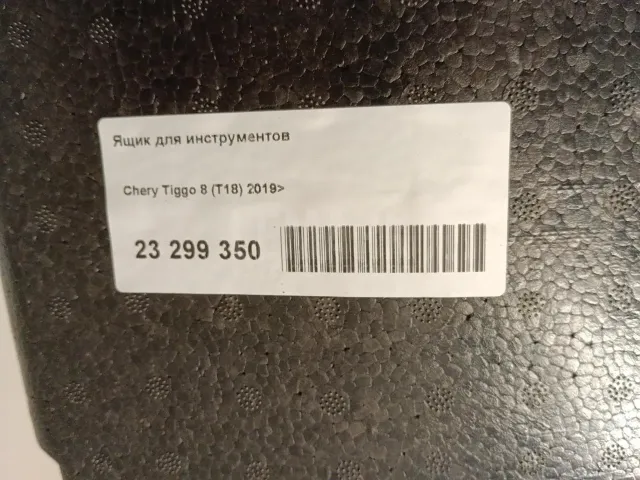 Ящик для инструментов
Chery Tiggo 8 (T18) 2019>
23 299 350